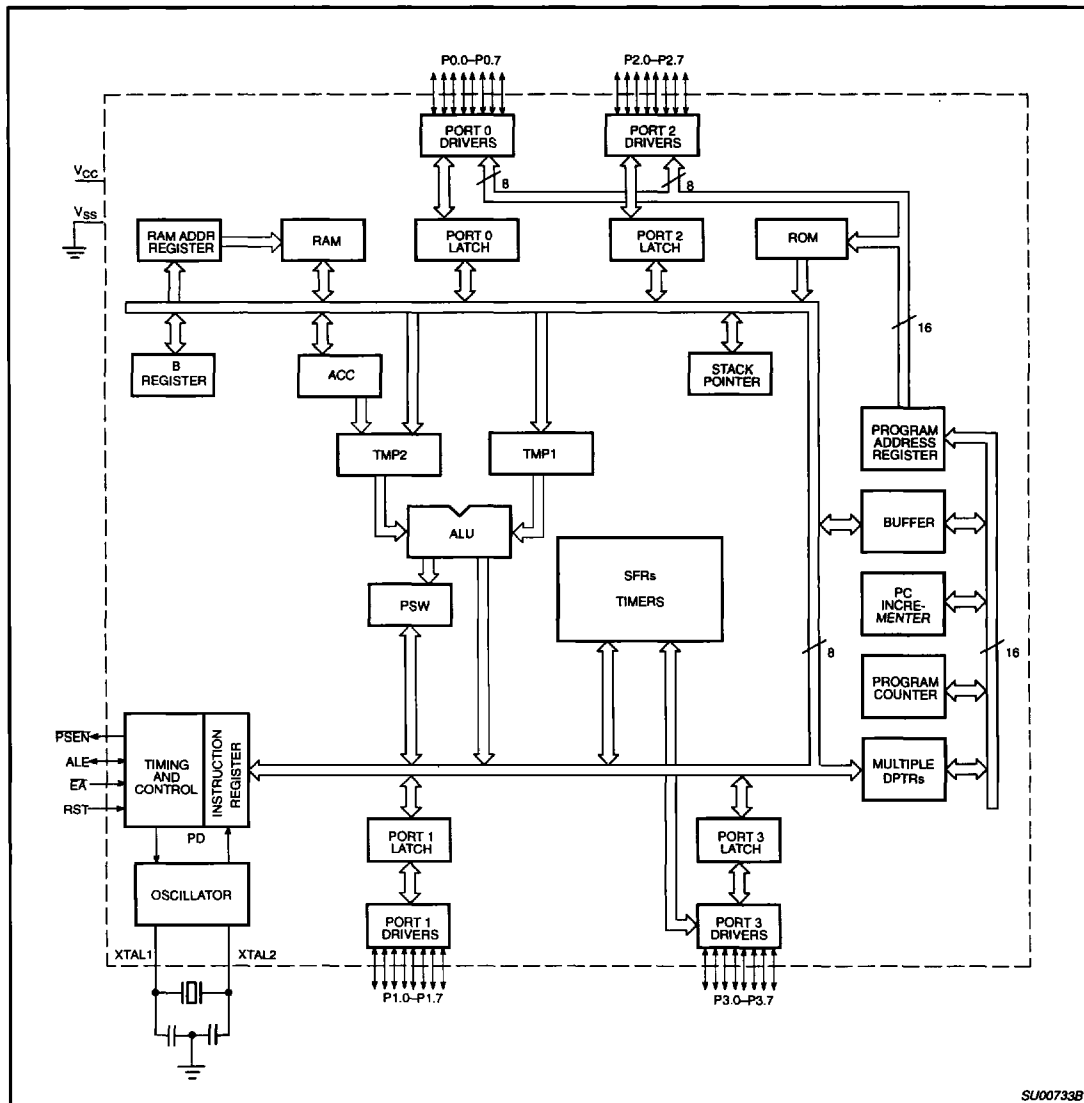 P0.0–P0.7
P2.0–P2.7
PORT 0
DRIVERS
PORT 2
DRIVERS
VCC
8
8
VSS
RAM ADDR
REGISTER
RAM
PORT 0
LATCH
PORT 2
LATCH
ROM
16
B
REGISTER
ACC
STACK
POINTER
PROGRAM
ADDRESS
REGISTER
TMP2
TMP1
ALU
BUFFER
SFRs
TIMERS
PSW
PC
INCRE-
MENTER
8
16
PROGRAM
COUNTER
PSEN
ALE
EA
RST
TIMING
AND
CONTROL
INSTRUCTION
REGISTER
MULTIPLE
DPTRs
PD
PORT 1
LATCH
PORT 3
LATCH
OSCILLATOR
PORT 1
DRIVERS
PORT 3
DRIVERS
XTAL1
XTAL2
P1.0–P1.7
P3.0–P3.7
SU00733B